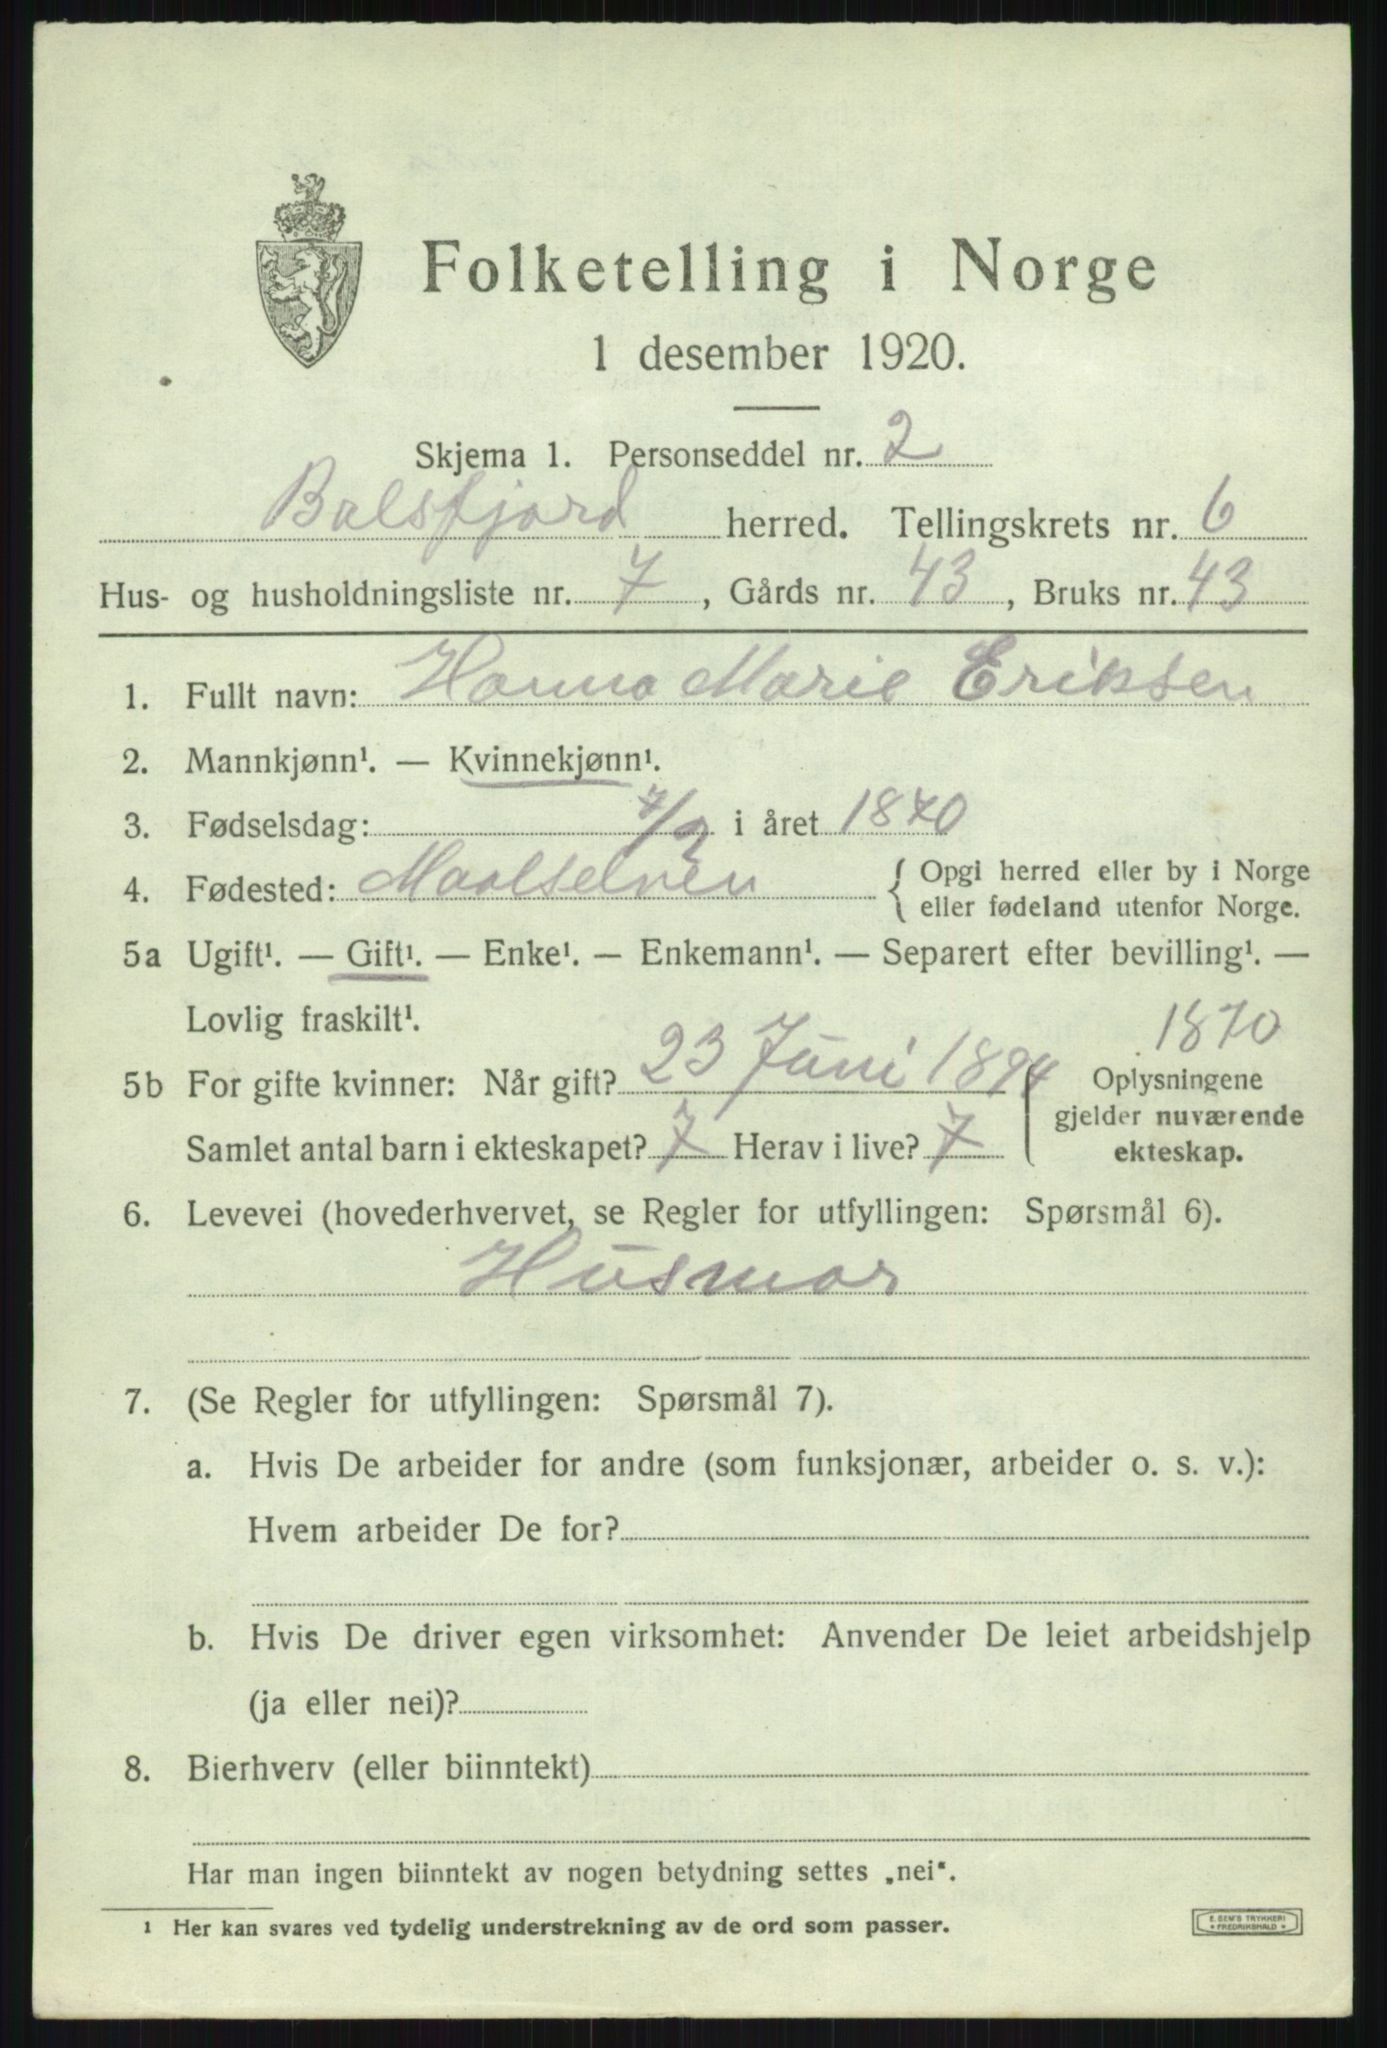 Folketelling i Norge
1 desember 1920.
Skjema 1. Personseddel nr. 2
Balsfjord herred. Tellingskrets nr. 6
Hus- og husholdningsliste nr. 7, Gårds nr. 43, Bruks nr. 43
1. Fullt navn: Hanna Marie Eriksen
2. Mannkjønn¹. — Kvinnekjønn¹.
3. Fødselsdag: 7/2 i året 1870
4. Fødested: Maalselven { Opgi herred eller by i Norge
eller fødeland utenfor Norge.
5a Ugift¹. — Gift¹. — Enke¹. — Enkemann¹. — Separert efter bevilling¹. —
Lovlig fraskilt¹.
1870
5b For gifte kvinner: Når gift? 23 Juni 1894 Oplysningene
gjelder nuværende
Samlet antal barn i ekteskapet? 7 Herav i live? 7 ekteskap.
6. Levevei (hovederhvervet, se Regler for utfyllingen: Spørsmål 6).
Husmor
7. (Se Regler for utfyllingen: Spørsmål 7).
a. Hvis De arbeider for andre (som funksjonær, arbeider o. s. v.):
Hvem arbeider De for?
b. Hvis De driver egen virksomhet: Anvender De leiet arbeidshjelp
(ja eller nei)?
8. Bierhverv (eller biinntekt)
Har man ingen biinntekt av nogen betydning settes „nei“.
¹ Her kan svares ved tydelig understrekning av de ord som passer.
E. SEM'S TRYKKERI
* FREDRIKSHALD *